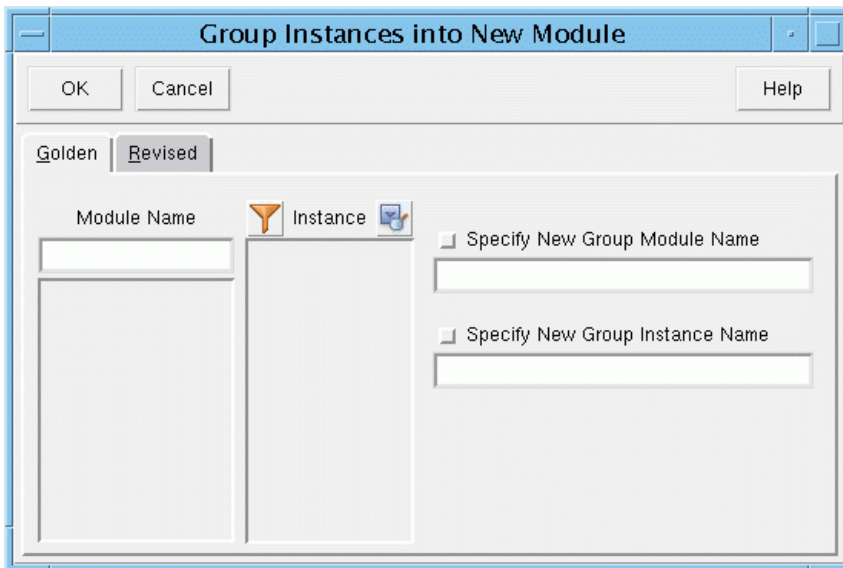 Group Instances into New Module
OK Cancel Help
Golden Revised
Module Name Instance
Specify New Group Module Name
Specify New Group Instance Name